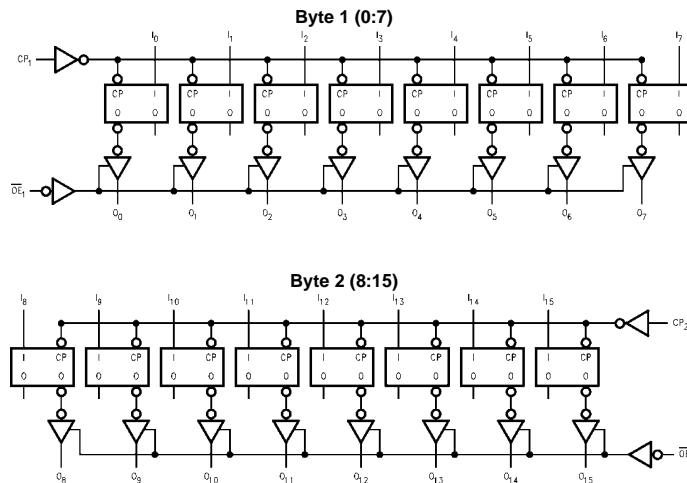 Byte 1 (0:7)
I0 I1 I2 I3 I4 I5 I6 I7
CP1
CP I CP I CP I CP I CP I CP I CP I CP I
O O O O O O O O O O O O O O O O
O̅E̅1
O0 O1 O2 O3 O4 O5 O6 O7
Byte 2 (8:15)
I8 I9 I10 I11 I12 I13 I14 I15
CP2
I CP I CP I CP I CP I CP I CP I CP I CP
O O O O O O O O O O O O O O O O
O̅E̅
O8 O9 O10 O11 O12 O13 O14 O15